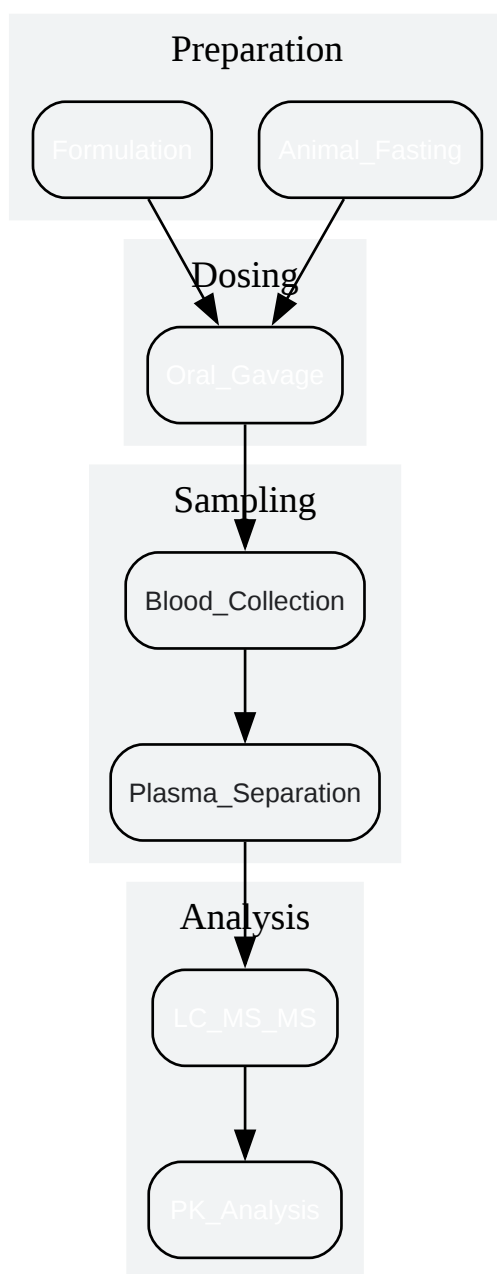 Preparation
Formulation
Animal_Fasting
Dosing
Oral_Gavage
Sampling
Blood_Collection
Plasma_Separation
Analysis
LC_MS_MS
PK_Analysis